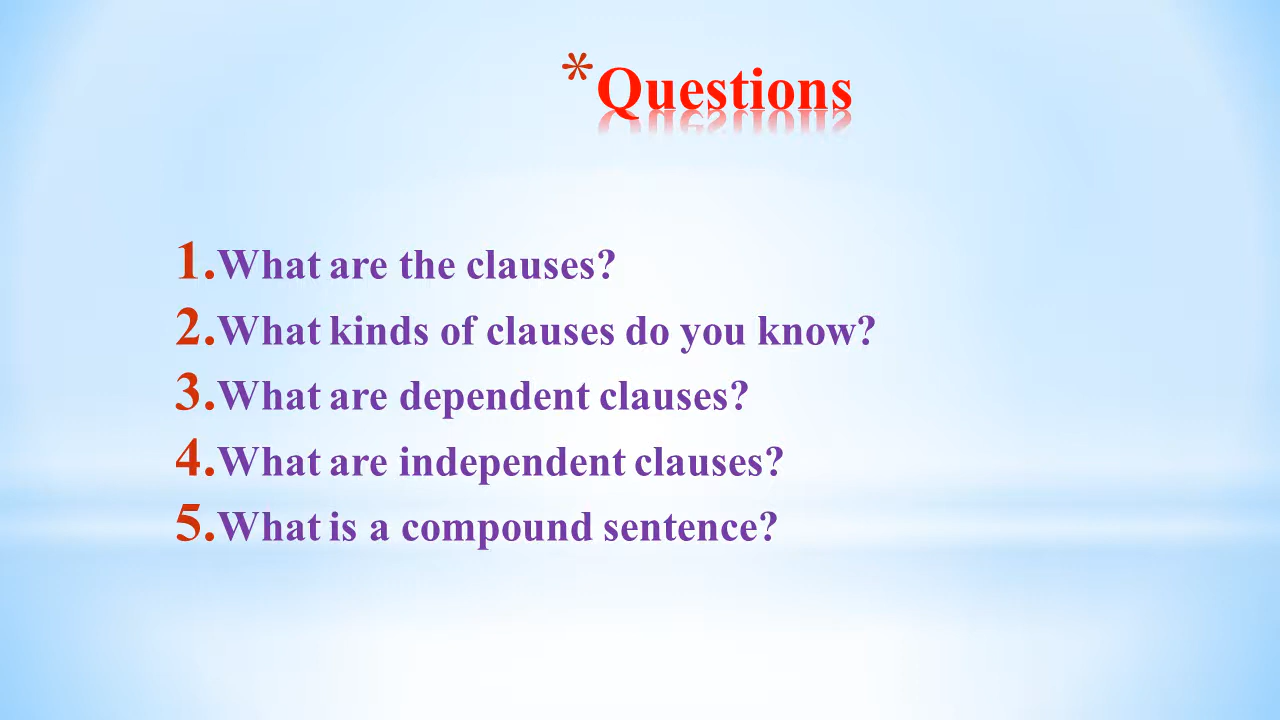 *Questions
1.What are the clauses?
2.What kinds of clauses do you know?
3.What are dependent clauses?
4.What are independent clauses?
5.What is a compound sentence?